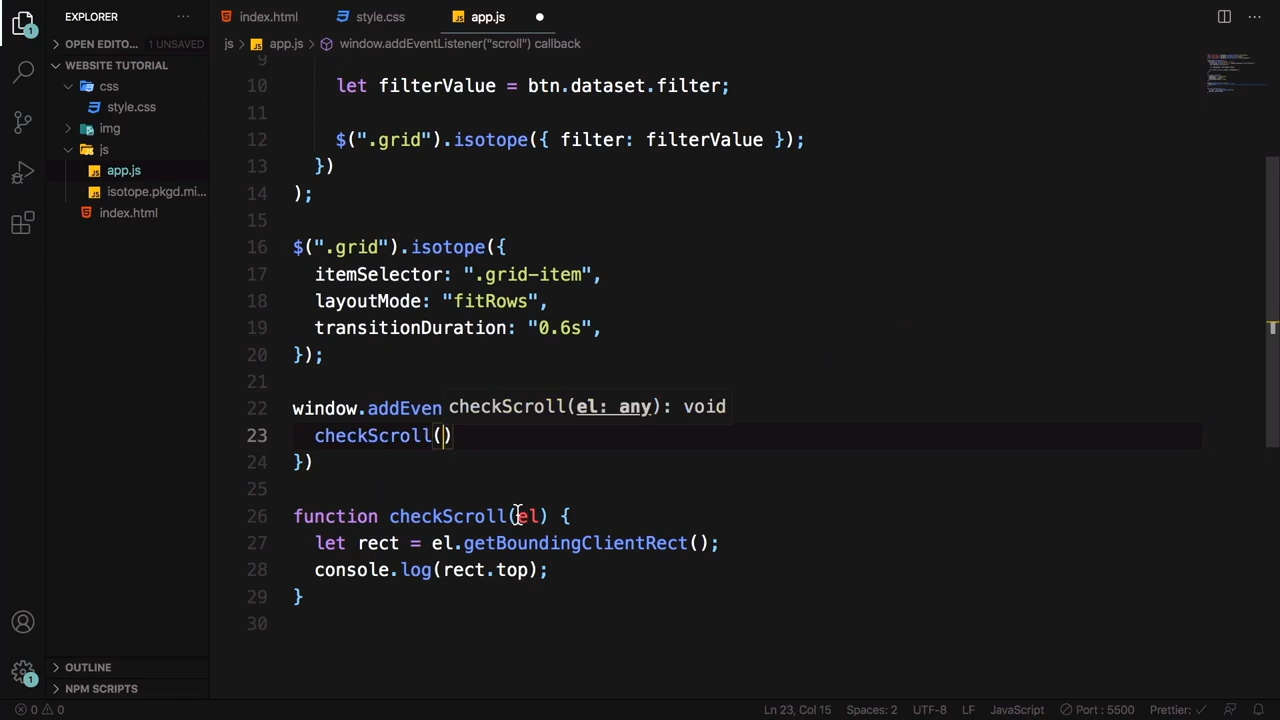 EXPLORER
···
index.html
style.css
app.js
●
···
OPEN EDITO... 1 UNSAVED
js > app.js > window.addEventListener("scroll") callback
WEBSITE TUTORIAL
css
style.css
img
js
app.js
isotope.pkgd.mi...
index.html
9
10 let filterValue = btn.dataset.filter;
11
12 $(".grid").isotope({ filter: filterValue });
13 })
14 );
15
16 $(".grid").isotope({
17 itemSelector: ".grid-item",
18 layoutMode: "fitRows",
19 transitionDuration: "0.6s",
20 });
21
22 window.addEven
checkScroll(el: any): void
23 checkScroll()
24 })
25
26 function checkScroll(el) {
27 let rect = el.getBoundingClientRect();
28 console.log(rect.top);
29 }
30
1
1
OUTLINE
NPM SCRIPTS
0 0
Ln 23, Col 15 Spaces: 2 UTF-8 LF JavaScript Port : 5500 Prettier: ✓